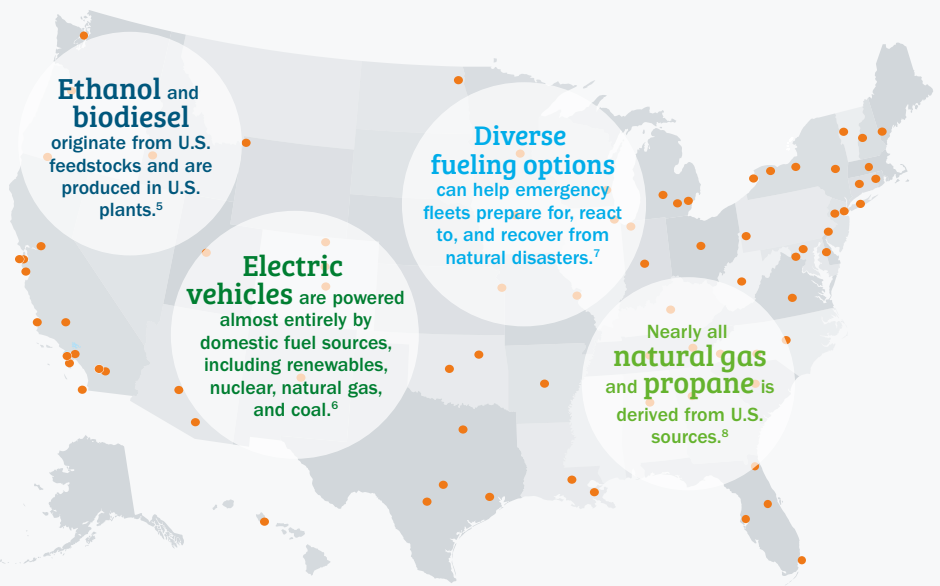 Ethanol and
biodiesel
originate from U.S.
feedstocks and are
produced in U.S.
plants.⁵
Diverse
fueling options
can help emergency
fleets prepare for, react
to, and recover from
natural disasters.⁷
Electric
vehicles are powered
almost entirely by
domestic fuel sources,
including renewables,
nuclear, natural gas,
and coal.⁶
Nearly all
natural gas
and propane is
derived from U.S.
sources.⁸